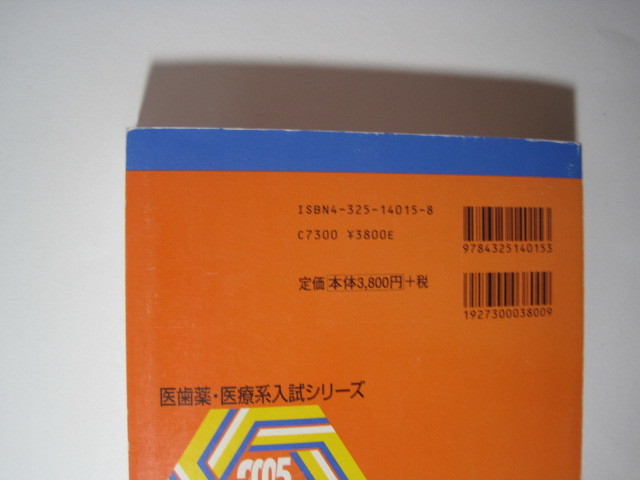 ISBN4-325-14015-8
C7300 ¥3800E
9784325140153
定価 本体3,800円+税
1927300038009
医歯薬・医療系入試シリーズ
2005